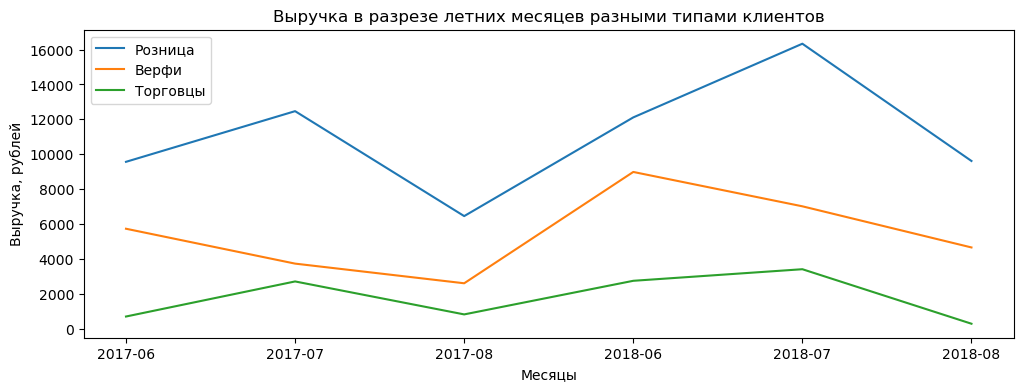 Выручка в разрезе летних месяцев разными типами клиентов
Розница
Верфи
Торговцы
Выручка, рублей
16000
14000
12000
10000
8000
6000
4000
2000
0
2017-06
2017-07
2017-08
2018-06
2018-07
2018-08
Месяцы